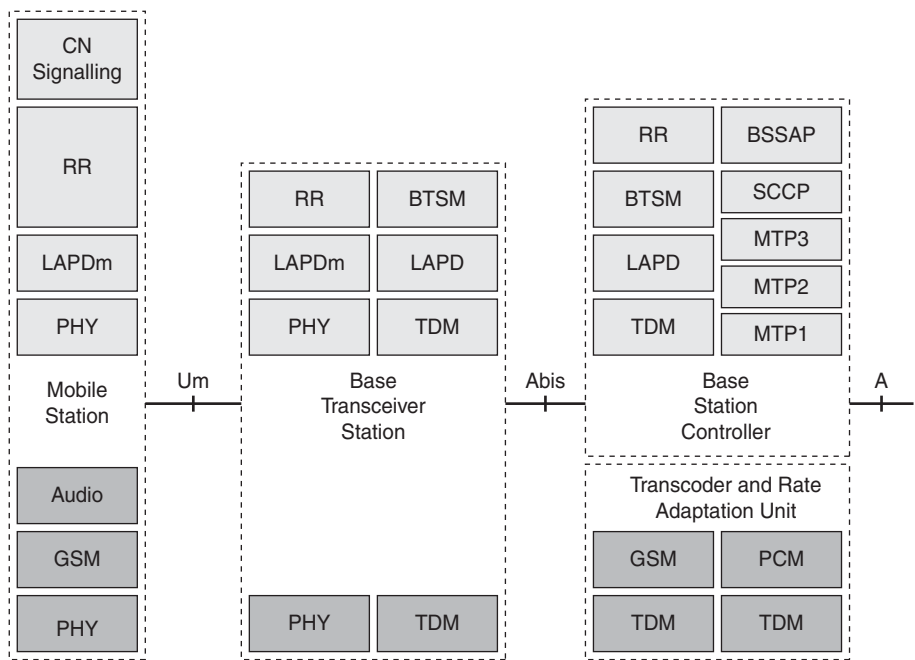 CN
Signalling
RR
LAPDm
PHY
Mobile
Station
Audio
GSM
PHY
Um
RR
BTSM
LAPDm
LAPD
PHY
TDM
Base
Transceiver
Station
PHY
TDM
Abis
RR
BSSAP
BTSM
SCCP
MTP3
LAPD
MTP2
TDM
MTP1
Base
Station
Controller
A
Transcoder and Rate
Adaptation Unit
GSM
PCM
TDM
TDM